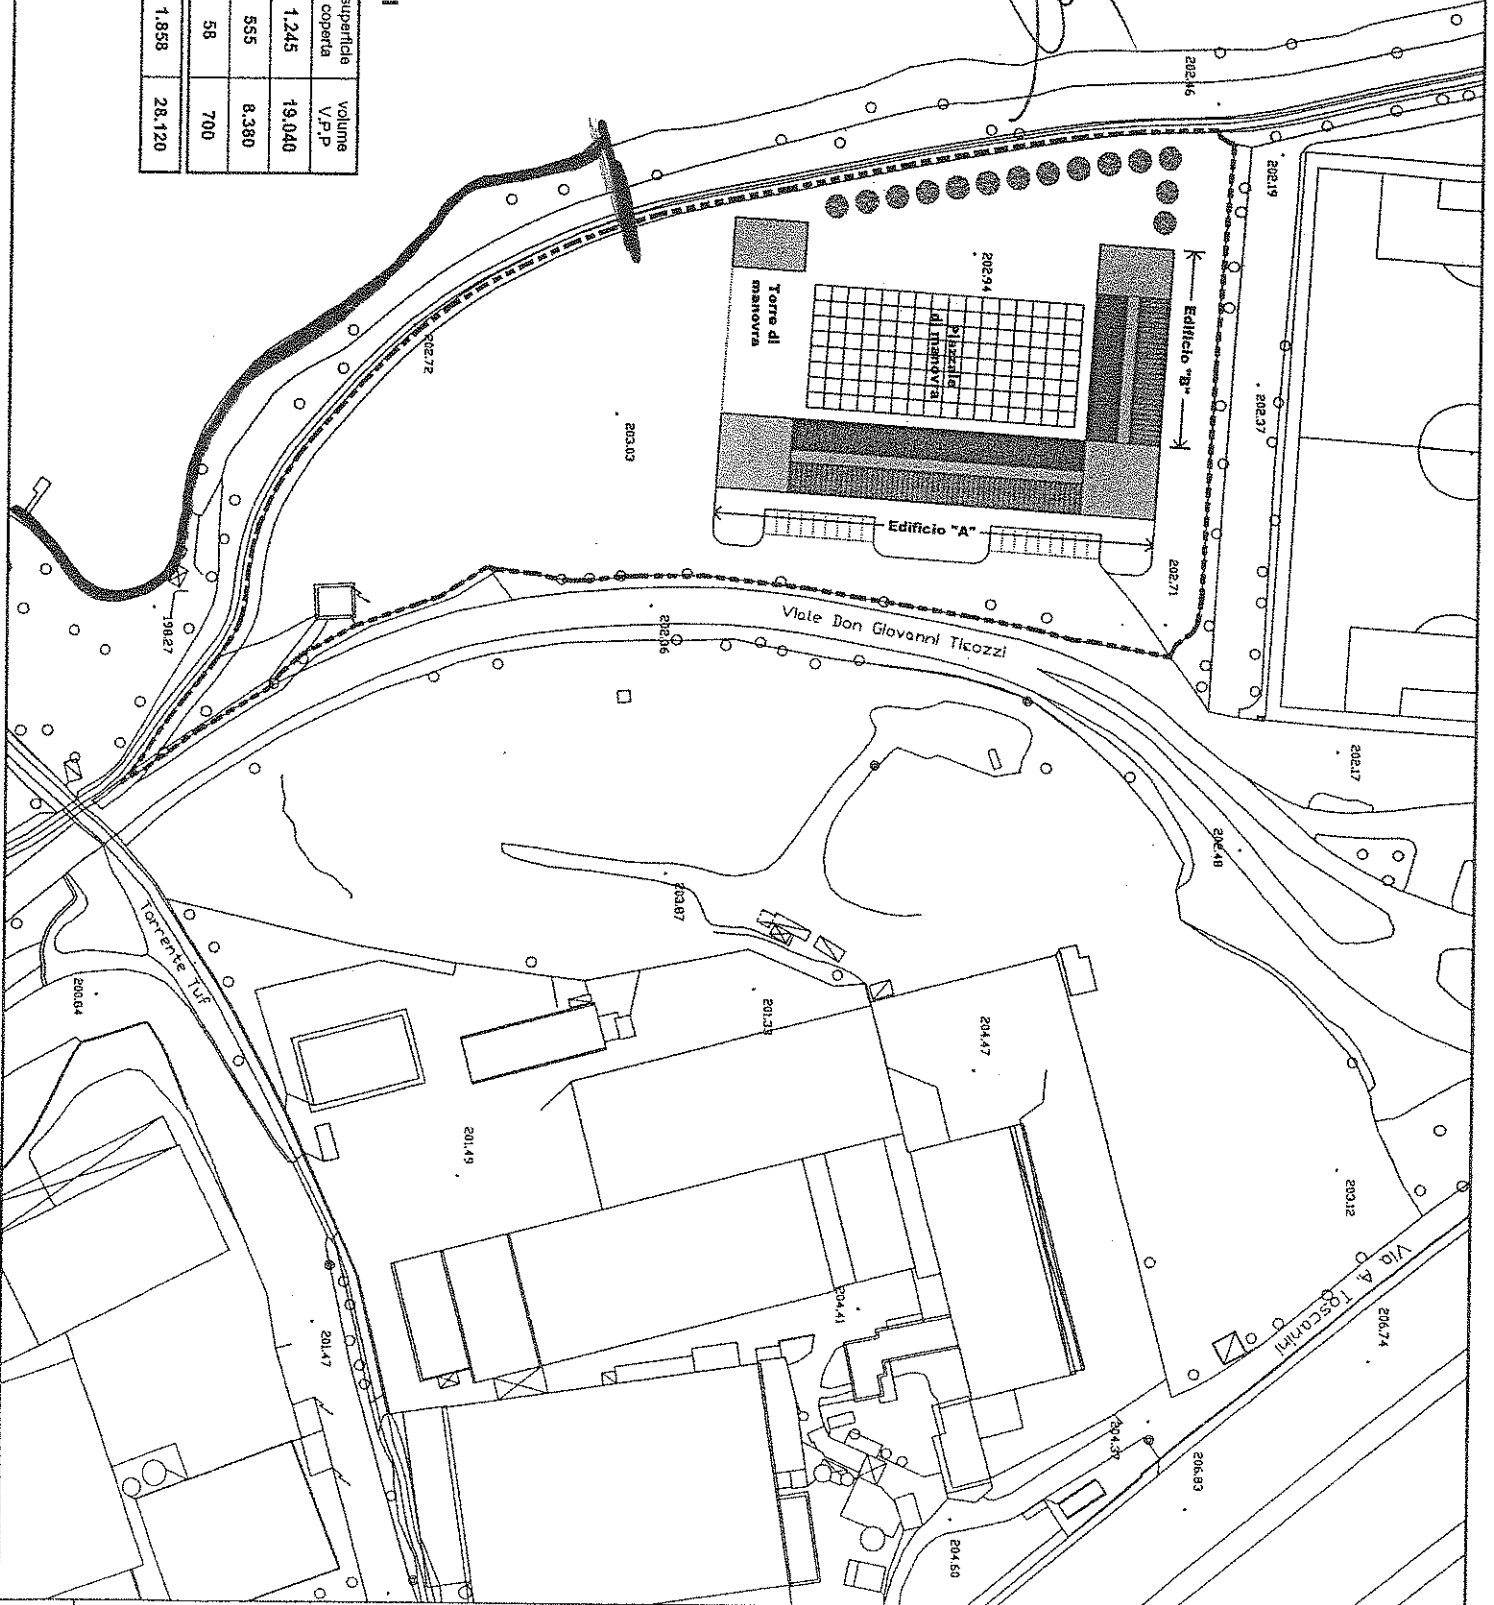 superficie coperta
volume V.P.P
1.245
19.040
555
8.380
58
700
1.858
28.120
202.46
202.19
202.94
Edificio "B"
202.37
Torre di
manovra
Piazzale
di manovra
202.72
203.03
Edificio "A"
202.71
198.27
202.06
Viale Don Giovanni Ticozzi
202.17
202.48
203.87
Torrente Tuf
200.64
201.33
204.47
201.49
203.12
Via A. Toscanini
206.74
204.41
201.47
204.37
206.83
204.60